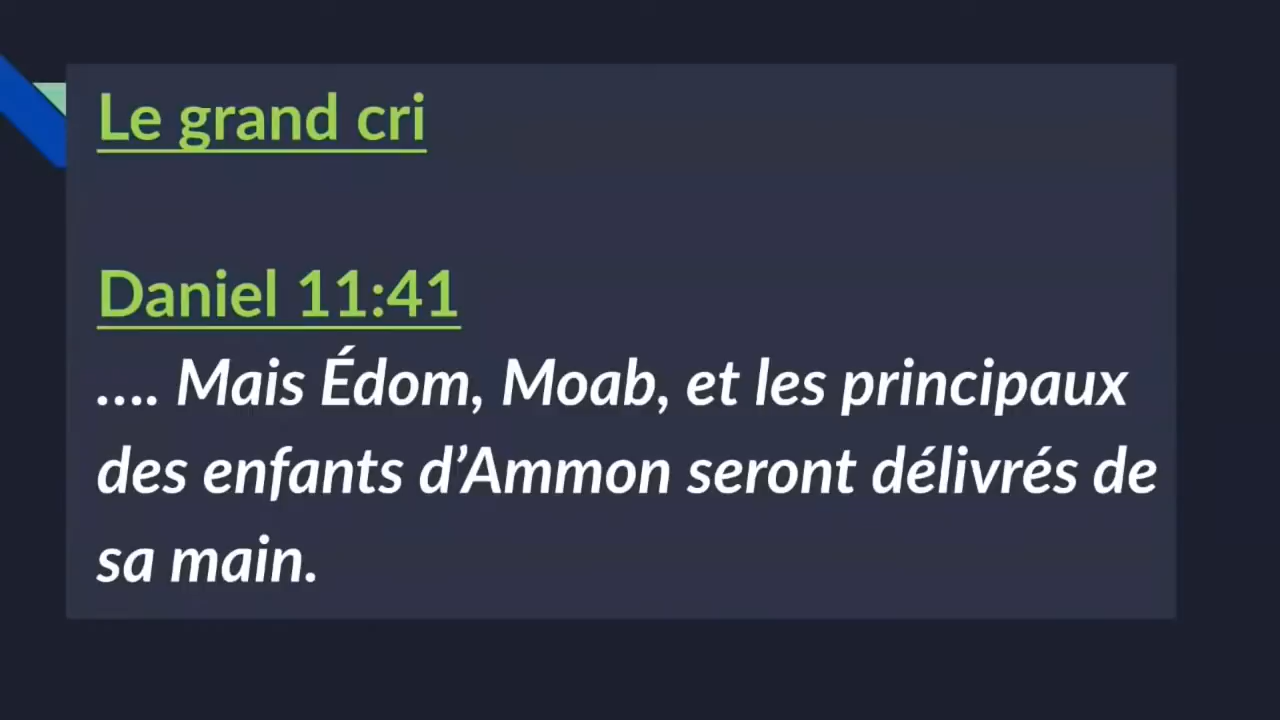 Le grand cri
Daniel 11:41
.... Mais Édom, Moab, et les principaux
des enfants d’Ammon seront délivrés de
sa main.